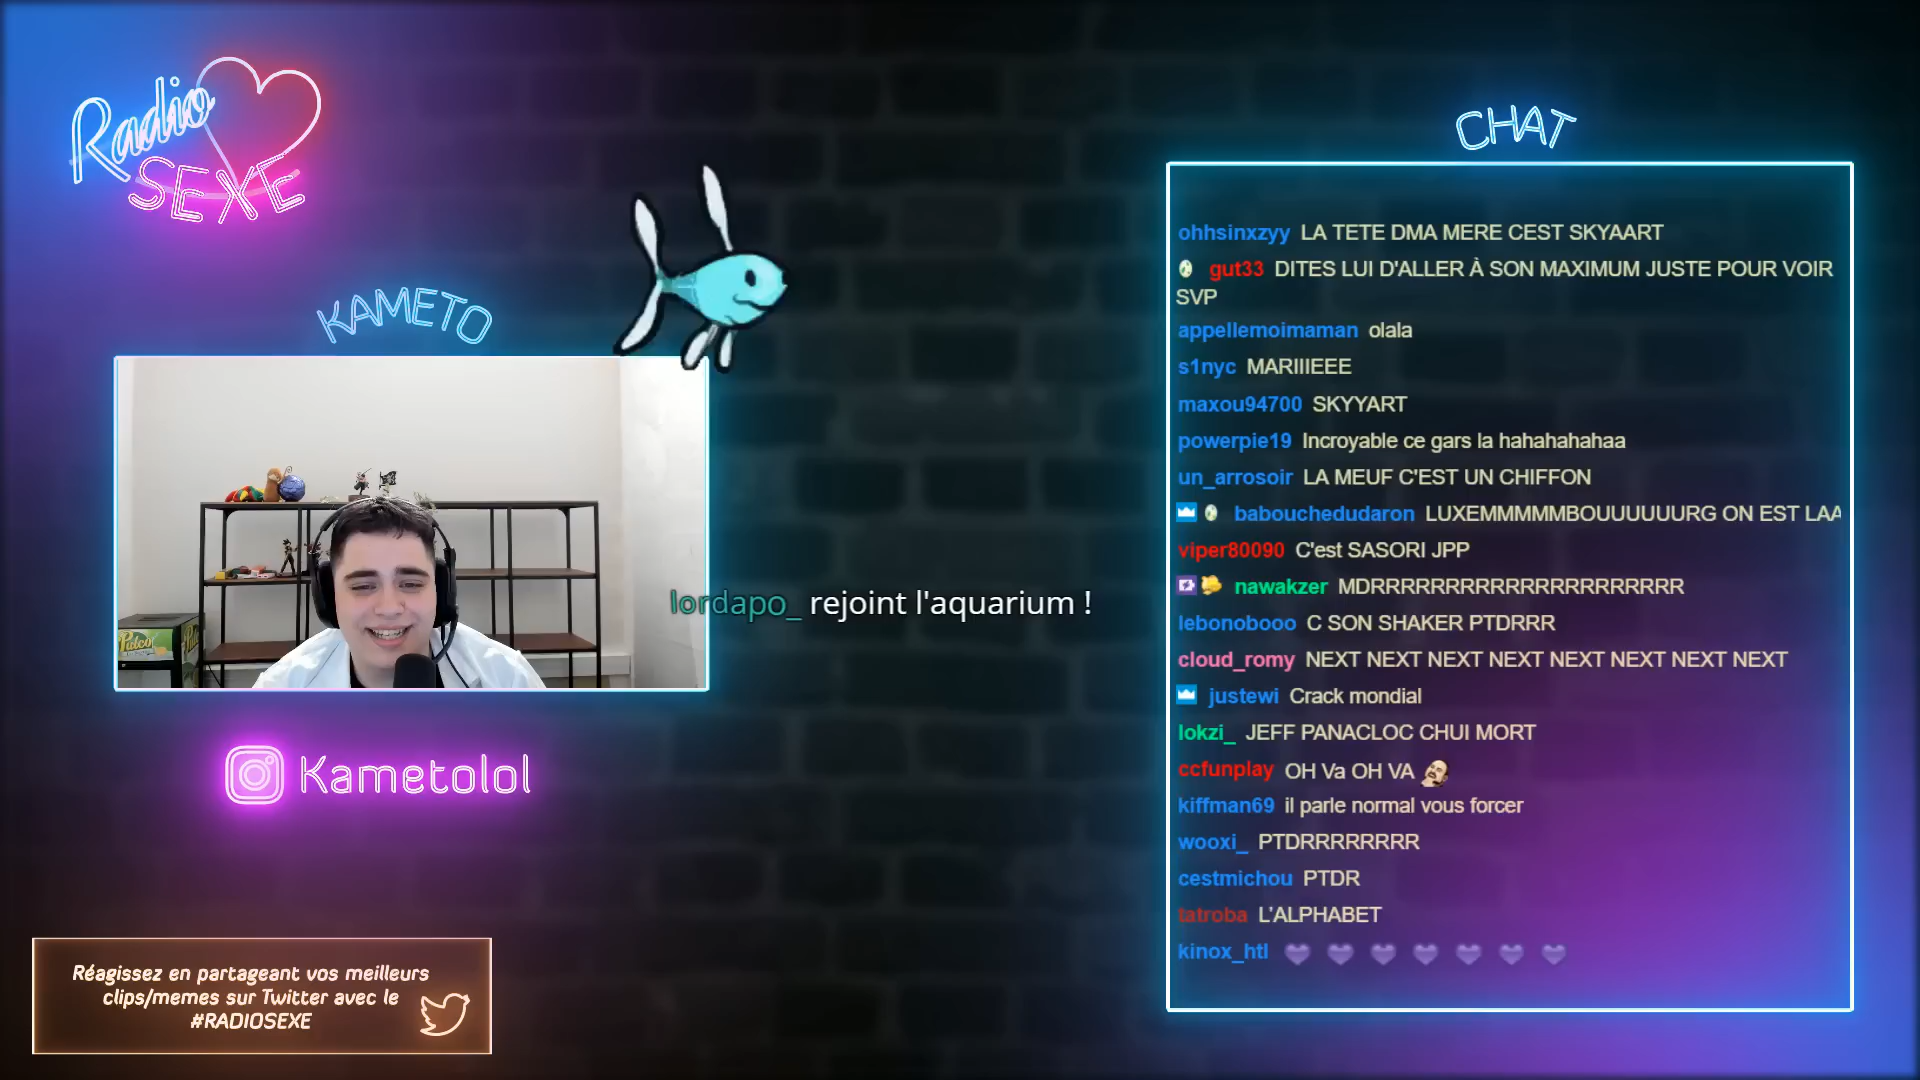 Radio
SEXE
KAMETO
Pulco
Kametolol
Réagissez en partageant vos meilleurs
clips/memes sur Twitter avec le
#RADIOSEXE
lordapo_ rejoint l'aquarium !
CHAT
ohhsinxzyy LA TETE DMA MERE CEST SKYAART
gut33 DITES LUI D'ALLER À SON MAXIMUM JUSTE POUR VOIR
SVP
appellemoimaman olala
s1nyc MARIIIEEE
maxou94700 SKYYART
powerpie19 Incroyable ce gars la hahahahahaa
un_arrosoir LA MEUF C'EST UN CHIFFON
babouchedudaron LUXEMMMMMBOUUUUUURG ON EST LAA
viper80090 C'est SASORI JPP
nawakzer MDRRRRRRRRRRRRRRRRRRRRR
lebonobooo C SON SHAKER PTDRRR
cloud_romy NEXT NEXT NEXT NEXT NEXT NEXT NEXT NEXT
justewi Crack mondial
lokzi_ JEFF PANACLOC CHUI MORT
ccfunplay OH Va OH VA
kiffman69 il parle normal vous forcer
wooxi_ PTDRRRRRRRR
cestmichou PTDR
tatroba L'ALPHABET
kinox_htl